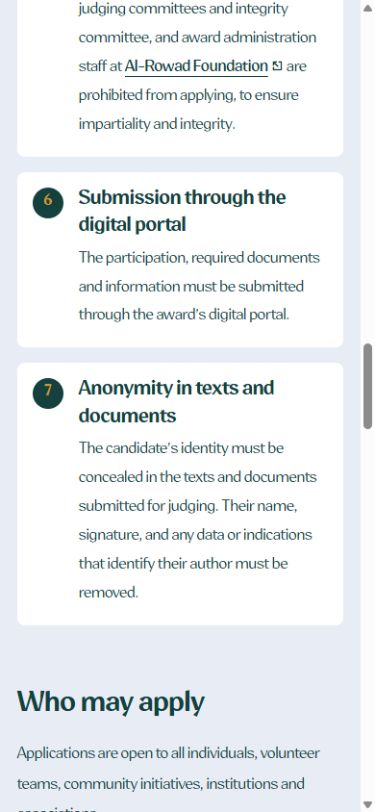 judging committees and integrity
committee, and award administration
staff at Al-Rowad Foundation are
prohibited from applying, to ensure
impartiality and integrity.
6
Submission through the
digital portal
The participation, required documents
and information must be submitted
through the award's digital portal.
7
Anonymity in texts and
documents
The candidate's identity must be
concealed in the texts and documents
submitted for judging. Their name,
signature, and any data or indications
that identify their author must be
removed.
Who may apply
Applications are open to all individuals, volunteer
teams, community initiatives, institutions and